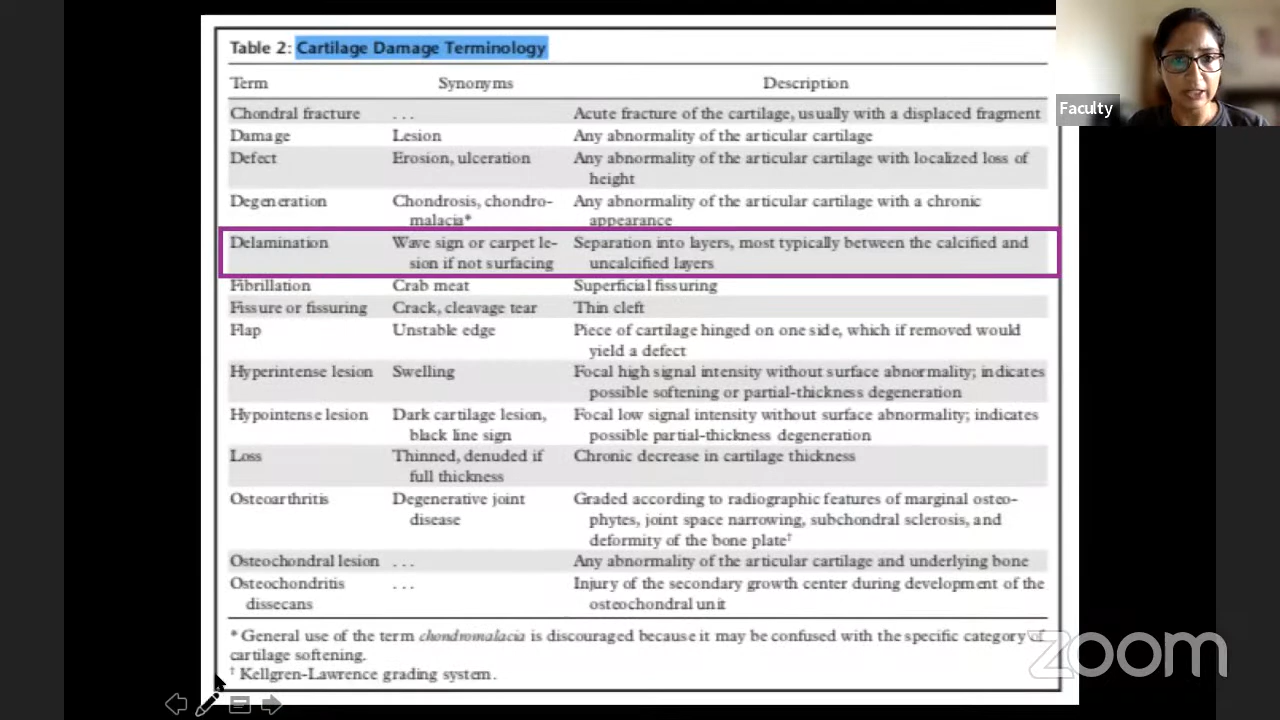 Table 2: Cartilage Damage Terminology
Term Synonyms Description
Chondral fracture . . . Acute fracture of the cartilage, usually with a displaced fragment
Damage Lesion Any abnormality of the articular cartilage
Defect Erosion, ulceration Any abnormality of the articular cartilage with localized loss of
height
Degeneration Chondrosis, chondro- Any abnormality of the articular cartilage with a chronic
malacia* appearance
Delamination Wave sign or carpet le- Separation into layers, most typically between the calcified and
sion if not surfacing uncalcified layers
Fibrillation Crab meat Superficial fissuring
Fissure or fissuring Crack, cleavage tear Thin cleft
Flap Unstable edge Piece of cartilage hinged on one side, which if removed would
yield a defect
Hyperintense lesion Swelling Focal high signal intensity without surface abnormality; indicates
possible softening or partial-thickness degeneration
Hypointense lesion Dark cartilage lesion, Focal low signal intensity without surface abnormality; indicates
black line sign possible partial-thickness degeneration
Loss Thinned, denuded if Chronic decrease in cartilage thickness
full thickness
Osteoarthritis Degenerative joint Graded according to radiographic features of marginal osteo-
disease phytes, joint space narrowing, subchondral sclerosis, and
deformity of the bone plate†
Osteochondral lesion . . . Any abnormality of the articular cartilage and underlying bone
Osteochondritis . . . Injury of the secondary growth center during development of the
dissecans osteochondral unit
* General use of the term chondromalacia is discouraged because it may be confused with the specific category of
cartilage softening.
† Kellgren-Lawrence grading system.
Faculty
zoom